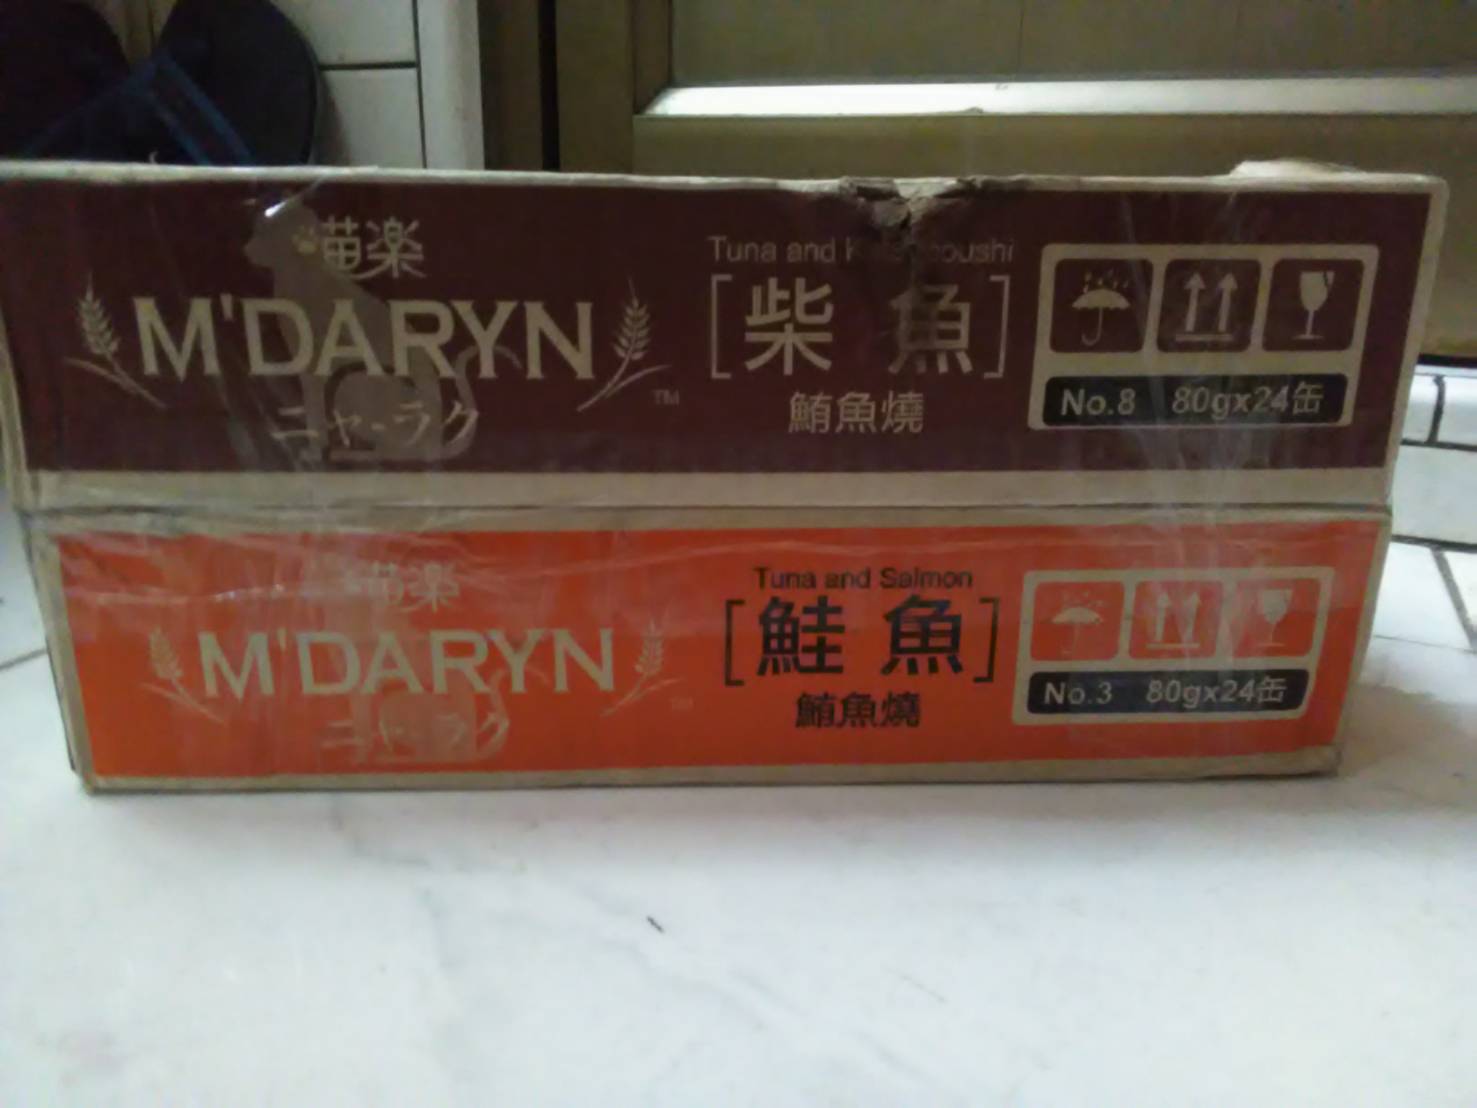 喵楽
M'DARYN
TM
ニャ・ラク
Tuna and
[柴魚]
鮪魚燒
No.8 80gx24缶
喵楽
M'DARYN
TM
ニャ・ラク
Tuna and Salmon
[鮭魚]
鮪魚燒
No.3 80gx24缶